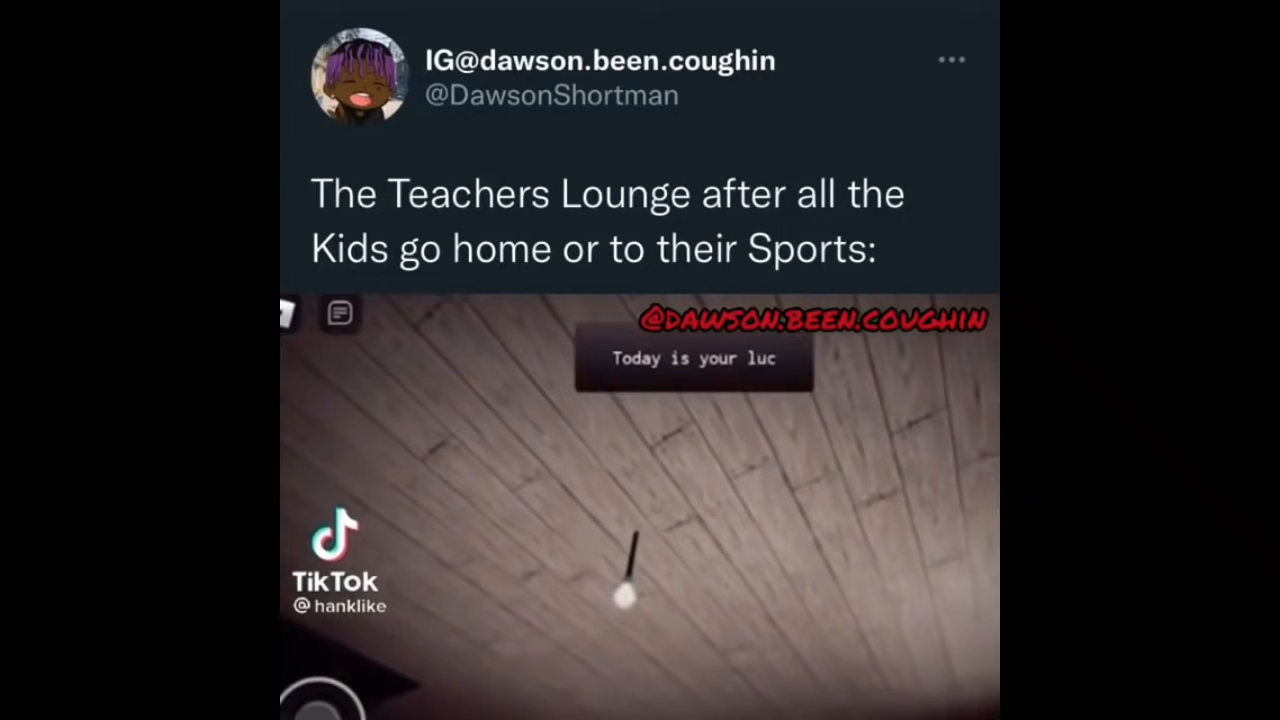 IG@dawson.been.coughin
@DawsonShortman
The Teachers Lounge after all the
Kids go home or to their Sports:
@DAWSON.BEEN.COUGHIN
Today is your luc
TikTok
@hanklike